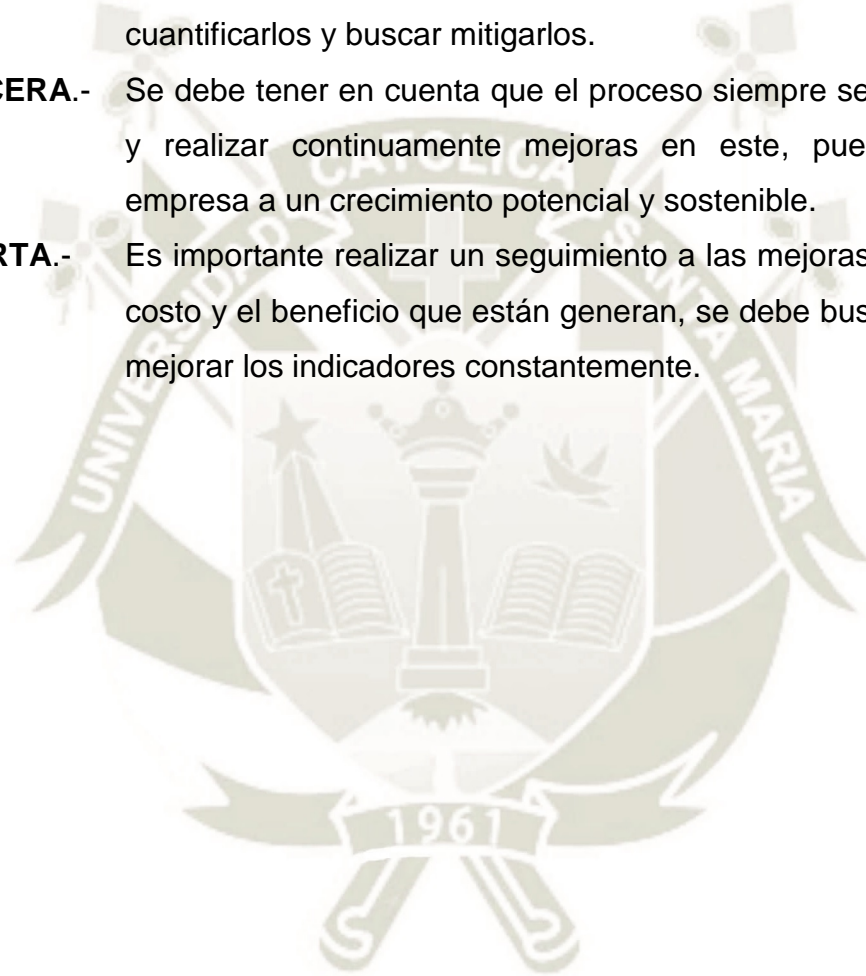 cuantificarlos y buscar mitigarlos.
CERA.- Se debe tener en cuenta que el proceso siempre se
y realizar continuamente mejoras en este, pue
empresa a un crecimiento potencial y sostenible.
RTA.- Es importante realizar un seguimiento a las mejoras
costo y el beneficio que están generan, se debe bus
mejorar los indicadores constantemente.
UNIVERSIDAD CATOLICA SANTA MARIA
1961